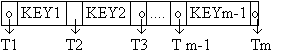 o KEY1 KEY2 o .... o KEYm-1 o
T1 T2 T3 T m-1 Tm